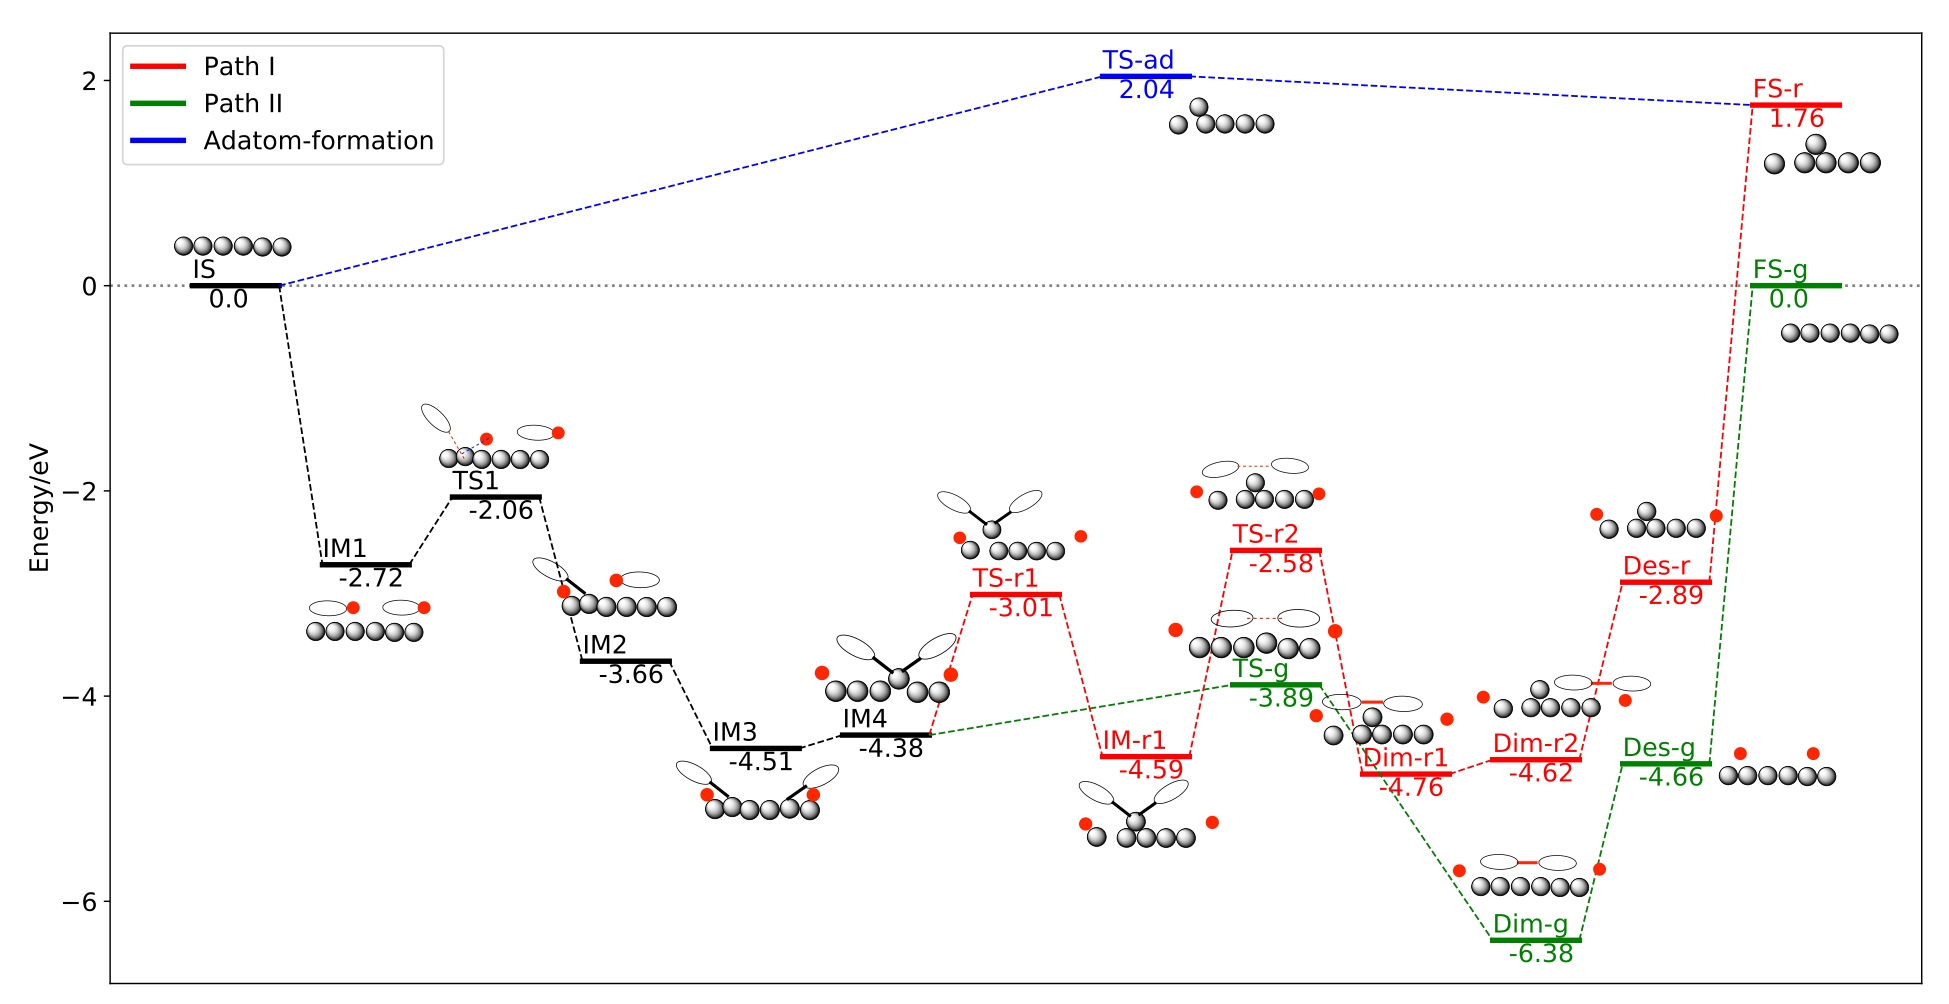 Path I
Path II
Adatom-formation
Energy/eV
2
0
−2
−4
−6
IS
0.0
IM1
-2.72
TS1
-2.06
IM2
-3.66
IM3
-4.51
IM4
-4.38
TS-r1
-3.01
TS-ad
2.04
IM-r1
-4.59
TS-r2
-2.58
TS-g
-3.89
Dim-r1
-4.76
Dim-r2
-4.62
Dim-g
-6.38
Des-r
-2.89
Des-g
-4.66
FS-r
1.76
FS-g
0.0